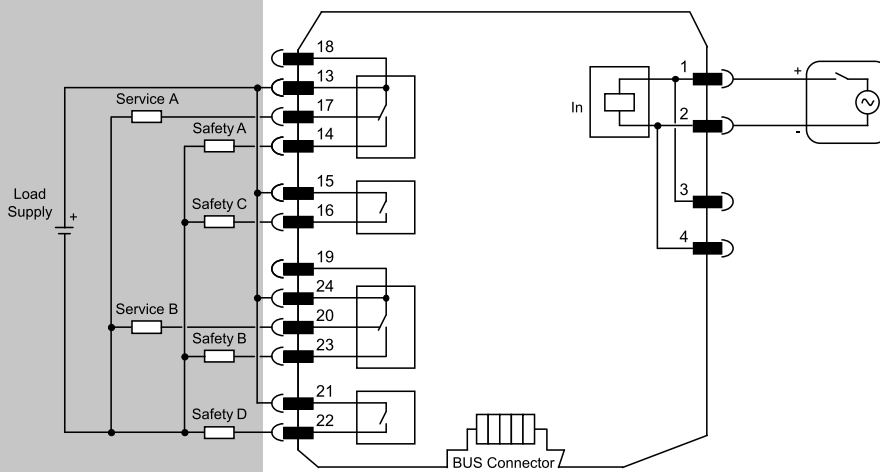 18
13
Service A
17
Safety A
14
15
Safety C
16
Load
Supply
+
19
24
Service B
20
Safety B
23
21
Safety D
22
In
1
+
2
-
3
4
BUS Connector